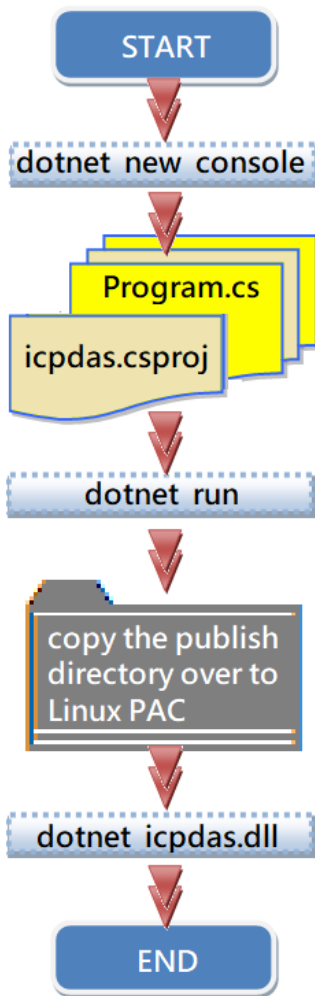 START
dotnet new console
Program.cs
icpdas.csproj
dotnet run
copy the publish
directory over to
Linux PAC
dotnet icpdas.dll
END